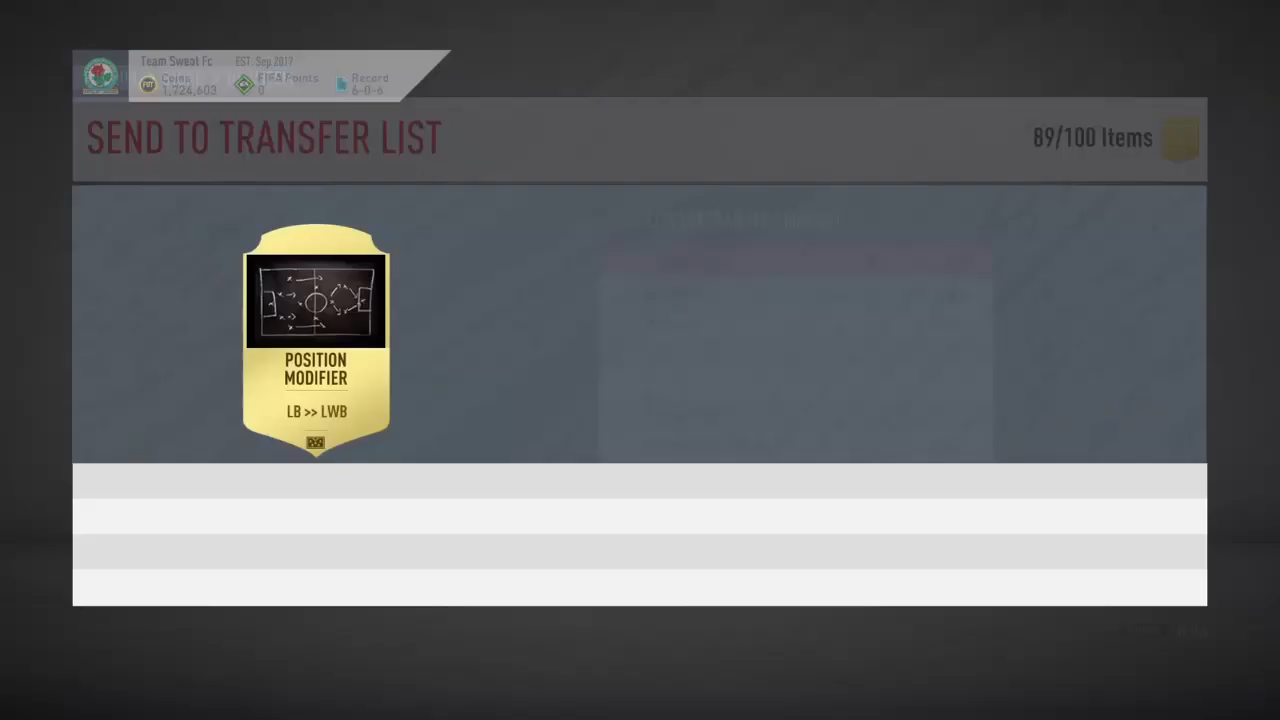 Team Sweat Fc EST. Sep 2017
Coins FIFA Points Record
FUT 1,724,603 0 6-0-6
SEND TO TRANSFER LIST 89/100 Items
POSITION
MODIFIER
LB >> LWB